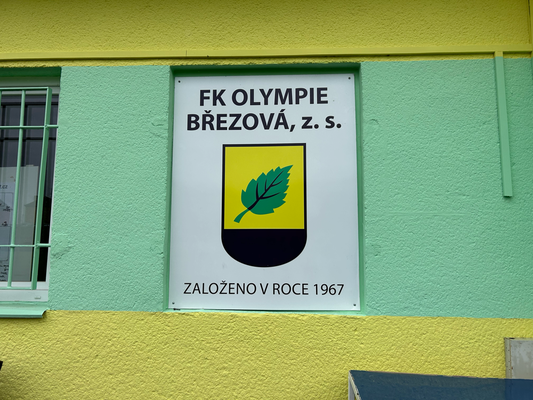 FK OLYMPIE
BŘEZOVÁ, z. s.
ZALOŽENO V ROCE 1967